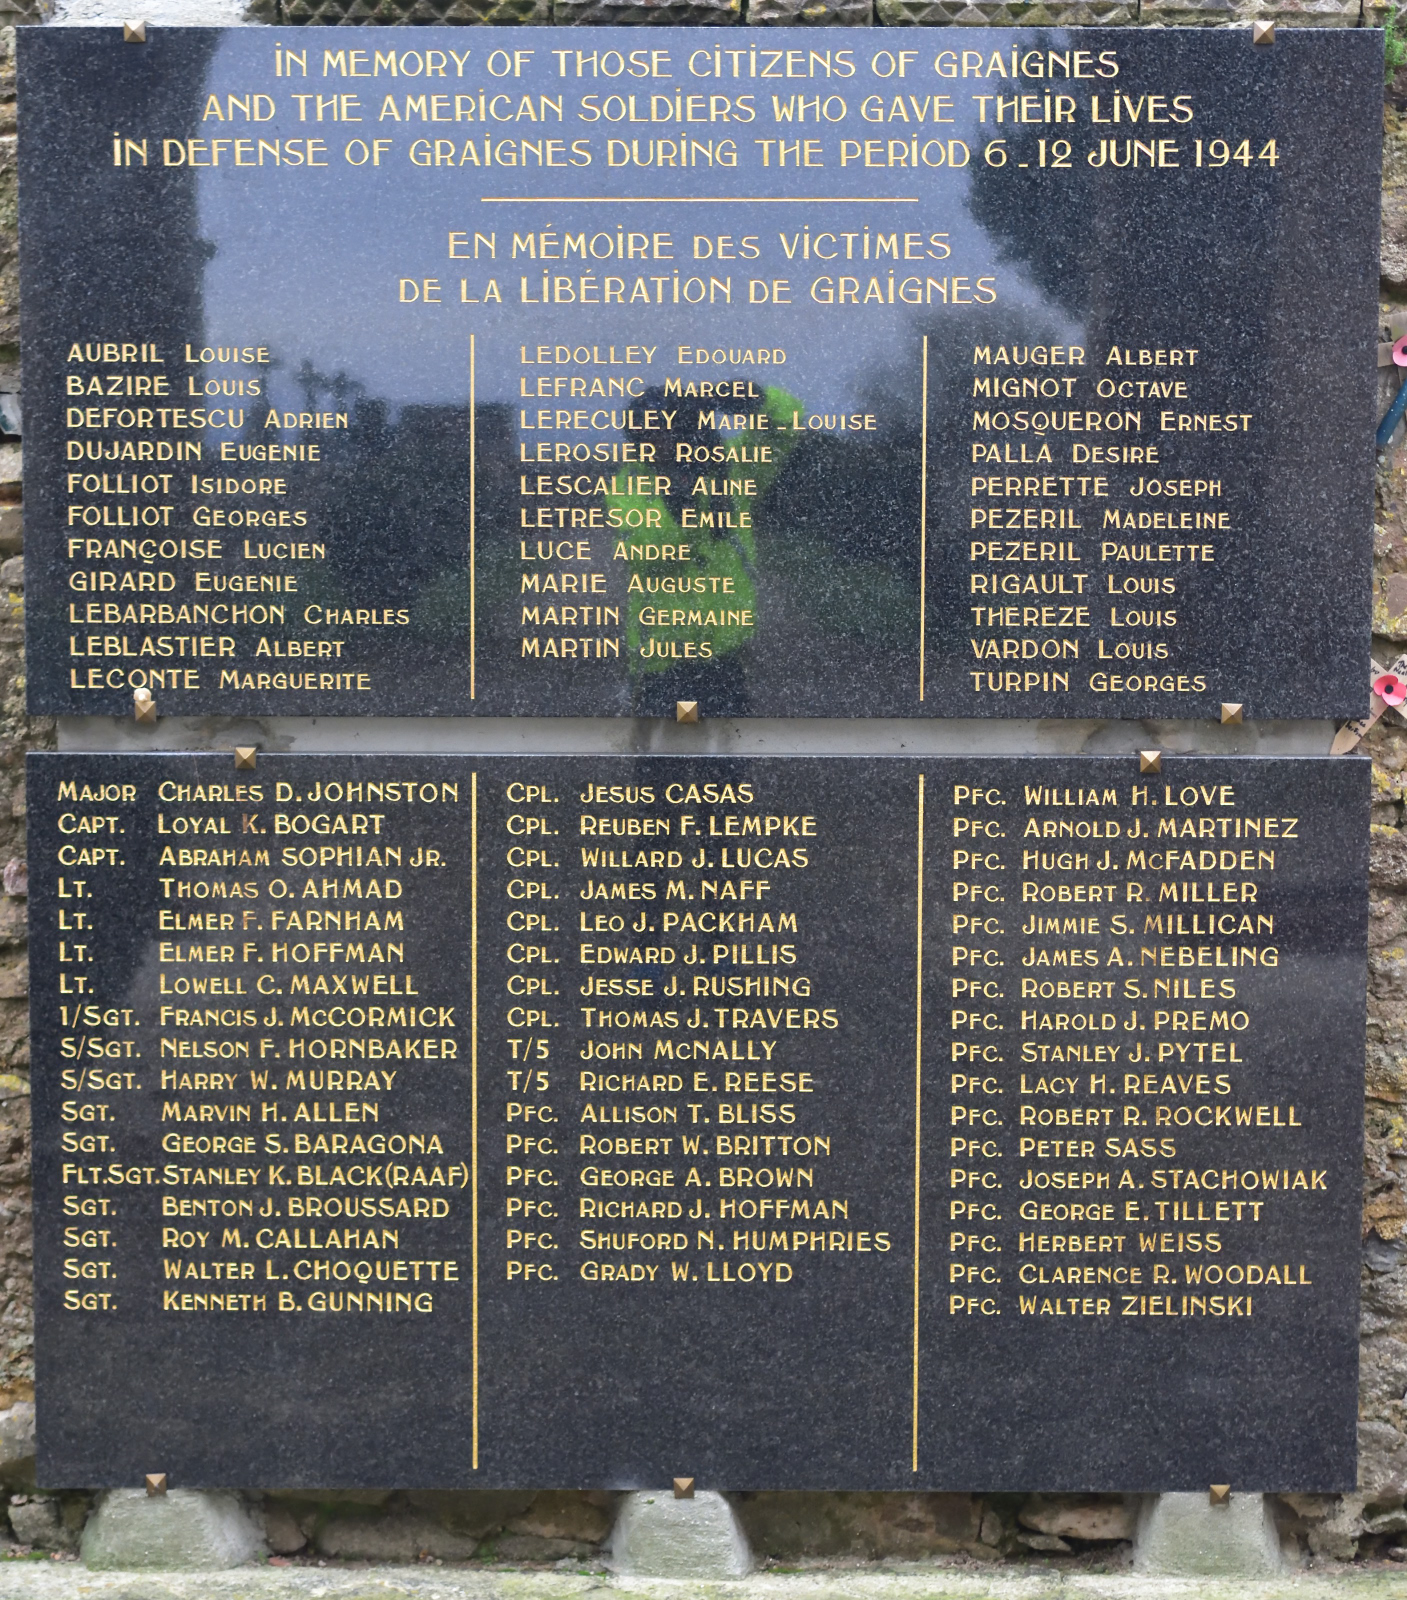 IN MEMORY OF THOSE CITIZENS OF GRAIGNES
AND THE AMERICAN SOLDIERS WHO GAVE THEIR LIVES
IN DEFENSE OF GRAIGNES DURING THE PERIOD 6_12 JUNE 1944
EN MÉMOIRE DES VICTIMES
DE LA LIBÉRATION DE GRAIGNES
AUBRIL LOUISE
BAZIRE LOUIS
DEFORTESCU ADRIEN
DUJARDIN EUGENIE
FOLLIOT ISIDORE
FOLLIOT GEORGES
FRANÇOISE LUCIEN
GIRARD EUGENIE
LEBARBANCHON CHARLES
LEBLASTIER ALBERT
LECONTE MARGUERITE
LEDOLLEY EDOUARD
LEFRANC MARCEL
LERECULEY MARIE_LOUISE
LEROSIER ROSALIE
LESCALIER ALINE
LETRESOR EMILE
LUCE ANDRE
MARIE AUGUSTE
MARTIN GERMAINE
MARTIN JULES
MAUGER ALBERT
MIGNOT OCTAVE
MOSQUERON ERNEST
PALLA DESIRE
PERRETTE JOSEPH
PEZERIL MADELEINE
PEZERIL PAULETTE
RIGAULT LOUIS
THEREZE LOUIS
VARDON LOUIS
TURPIN GEORGES
MAJOR CHARLES D. JOHNSTON
CAPT. LOYAL K. BOGART
CAPT. ABRAHAM SOPHIAN JR.
LT. THOMAS O. AHMAD
LT. ELMER F. FARNHAM
LT. ELMER F. HOFFMAN
LT. LOWELL C. MAXWELL
1/SGT. FRANCIS J. McCORMICK
S/SGT. NELSON F. HORNBAKER
S/SGT. HARRY W. MURRAY
SGT. MARVIN H. ALLEN
SGT. GEORGE S. BARAGONA
FLT.SGT. STANLEY K. BLACK (RAAF)
SGT. BENTON J. BROUSSARD
SGT. ROY M. CALLAHAN
SGT. WALTER L. CHOQUETTE
SGT. KENNETH B. GUNNING
CPL. JESUS CASAS
CPL. REUBEN F. LEMPKE
CPL. WILLARD J. LUCAS
CPL. JAMES M. NAFF
CPL. LEO J. PACKHAM
CPL. EDWARD J. PILLIS
CPL. JESSE J. RUSHING
CPL. THOMAS J. TRAVERS
T/5 JOHN McNALLY
T/5 RICHARD E. REESE
PFC. ALLISON T. BLISS
PFC. ROBERT W. BRITTON
PFC. GEORGE A. BROWN
PFC. RICHARD J. HOFFMAN
PFC. SHUFORD N. HUMPHRIES
PFC. GRADY W. LLOYD
PFC. WILLIAM H. LOVE
PFC. ARNOLD J. MARTINEZ
PFC. HUGH J. McFADDEN
PFC. ROBERT R. MILLER
PFC. JIMMIE S. MILLICAN
PFC. JAMES A. NEBELING
PFC. ROBERT S. NILES
PFC. HAROLD J. PREMO
PFC. STANLEY J. PYTEL
PFC. LACY H. REAVES
PFC. ROBERT R. ROCKWELL
PFC. PETER SASS
PFC. JOSEPH A. STACHOWIAK
PFC. GEORGE E. TILLETT
PFC. HERBERT WEISS
PFC. CLARENCE R. WOODALL
PFC. WALTER ZIELINSKI